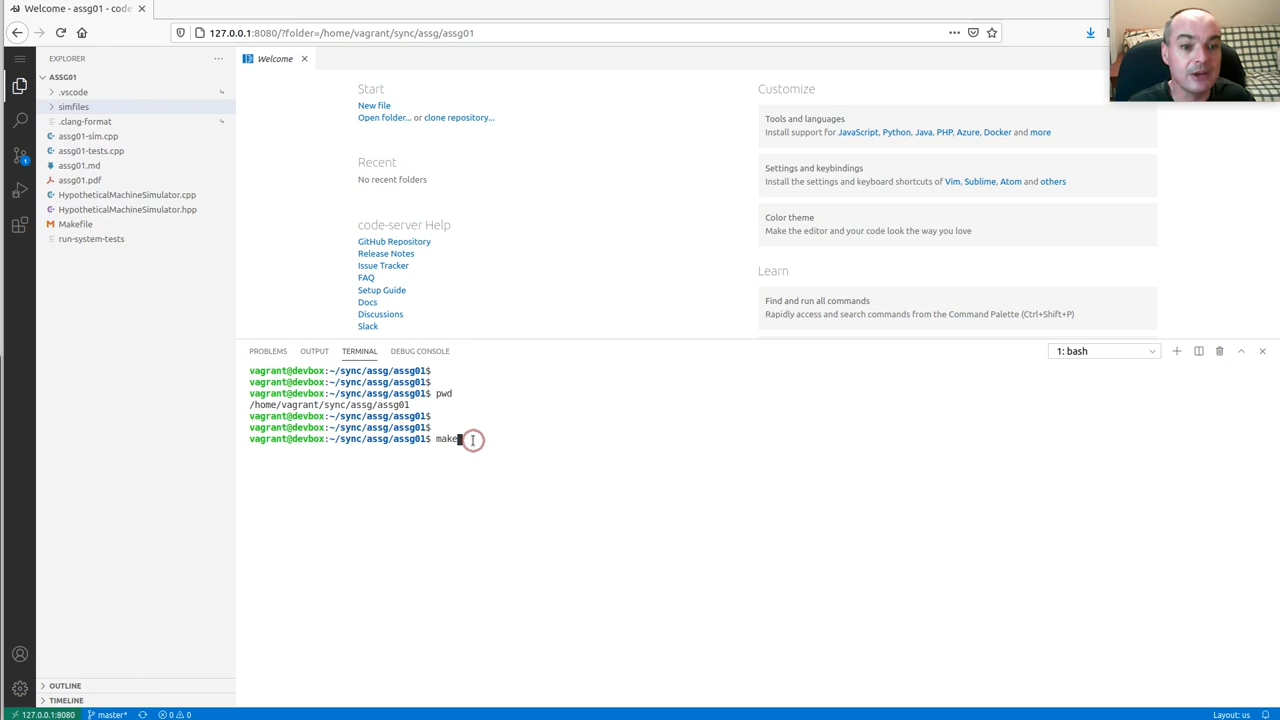 Welcome - assg01 - code
127.0.0.1:8080/?folder=/home/vagrant/sync/assg/assg01
EXPLORER
ASSG01
.vscode
simfiles
.clang-format
assg01-sim.cpp
assg01-tests.cpp
assg01.md
assg01.pdf
HypotheticalMachineSimulator.cpp
HypotheticalMachineSimulator.hpp
Makefile
run-system-tests
OUTLINE
TIMELINE
Welcome
Start
New file
Open folder... or clone repository...
Recent
No recent folders
code-server Help
GitHub Repository
Release Notes
Issue Tracker
FAQ
Setup Guide
Docs
Discussions
Slack
Customize
Tools and languages
Install support for JavaScript, Python, Java, PHP, Azure, Docker and more
Settings and keybindings
Install the settings and keyboard shortcuts of Vim, Sublime, Atom and others
Color theme
Make the editor and your code look the way you love
Learn
Find and run all commands
Rapidly access and search commands from the Command Palette (Ctrl+Shift+P)
PROBLEMS OUTPUT TERMINAL DEBUG CONSOLE
1: bash
vagrant@devbox:~/sync/assg/assg01$
vagrant@devbox:~/sync/assg/assg01$
vagrant@devbox:~/sync/assg/assg01$ pwd
/home/vagrant/sync/assg/assg01
vagrant@devbox:~/sync/assg/assg01$
vagrant@devbox:~/sync/assg/assg01$
vagrant@devbox:~/sync/assg/assg01$ make
127.0.0.1:8080 master* 0 0
Layout: us